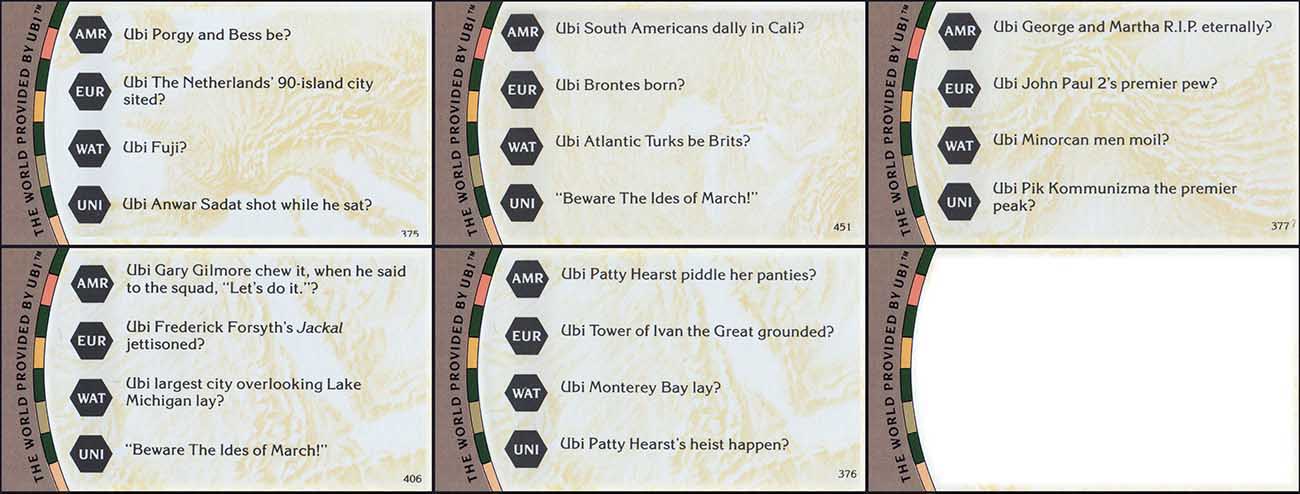 THE WORLD PROVIDED BY UBI™
AMR Ubi Porgy and Bess be?
EUR Ubi The Netherlands' 90-island city
sited?
WAT Ubi Fuji?
UNI Ubi Anwar Sadat shot while he sat?
375
THE WORLD PROVIDED BY UBI™
AMR Ubi South Americans dally in Cali?
EUR Ubi Brontes born?
WAT Ubi Atlantic Turks be Brits?
UNI "Beware The Ides of March!"
451
THE WORLD PROVIDED BY UBI™
AMR Ubi George and Martha R.I.P. eternally?
EUR Ubi John Paul 2's premier pew?
WAT Ubi Minorcan men moil?
UNI Ubi Pik Kommunizma the premier
peak?
377
THE WORLD PROVIDED BY UBI™
AMR Ubi Gary Gilmore chew it, when he said
to the squad, "Let's do it."?
EUR Ubi Frederick Forsyth's Jackal
jettisoned?
WAT Ubi largest city overlooking Lake
Michigan lay?
UNI "Beware The Ides of March!"
406
THE WORLD PROVIDED BY UBI™
AMR Ubi Patty Hearst piddle her panties?
EUR Ubi Tower of Ivan the Great grounded?
WAT Ubi Monterey Bay lay?
UNI Ubi Patty Hearst's heist happen?
376
THE WORLD PROVIDED BY UBI™